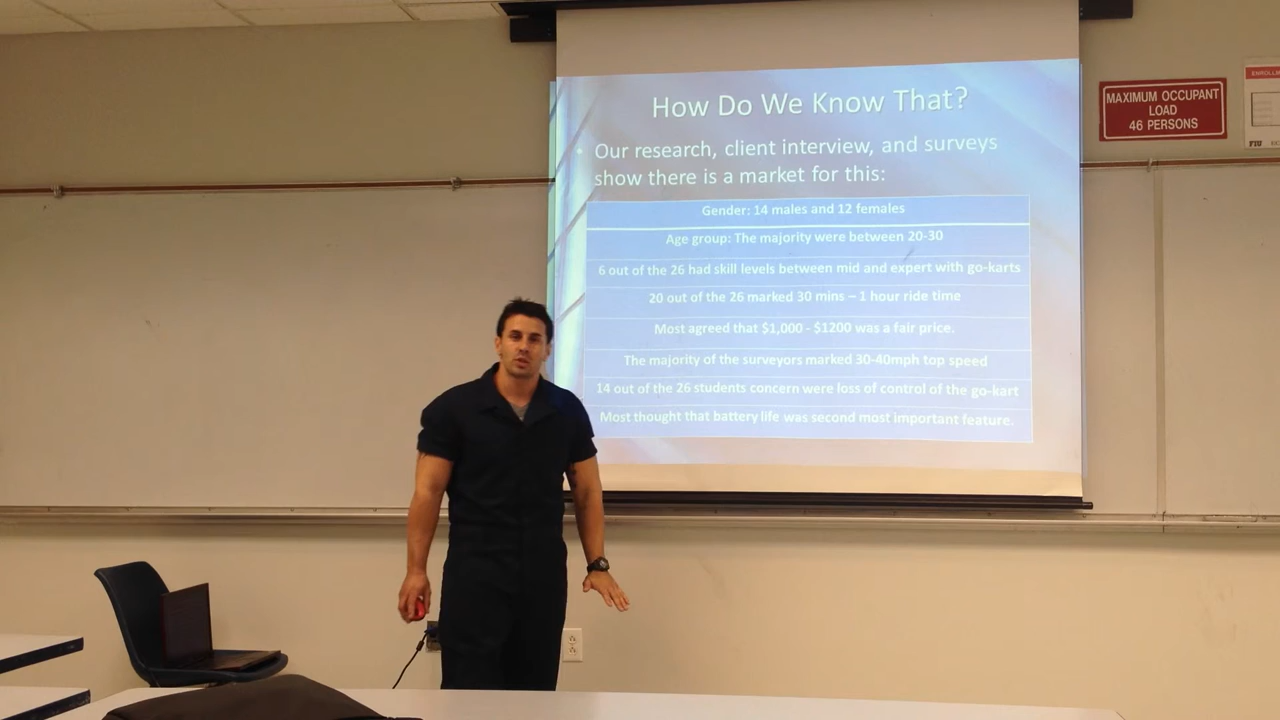 How Do We Know That?
• Our research, client interview, and surveys
show there is a market for this:
Gender: 14 males and 12 females
Age group: The majority were between 20-30
6 out of the 26 had skill levels between mid and expert with go-karts
20 out of the 26 marked 30 mins – 1 hour ride time
Most agreed that $1,000 - $1200 was a fair price.
The majority of the surveyors marked 30-40mph top speed
14 out of the 26 students concern were loss of control of the go-kart
Most thought that battery life was second most important feature.
MAXIMUM OCCUPANT
LOAD
46 PERSONS
FIU